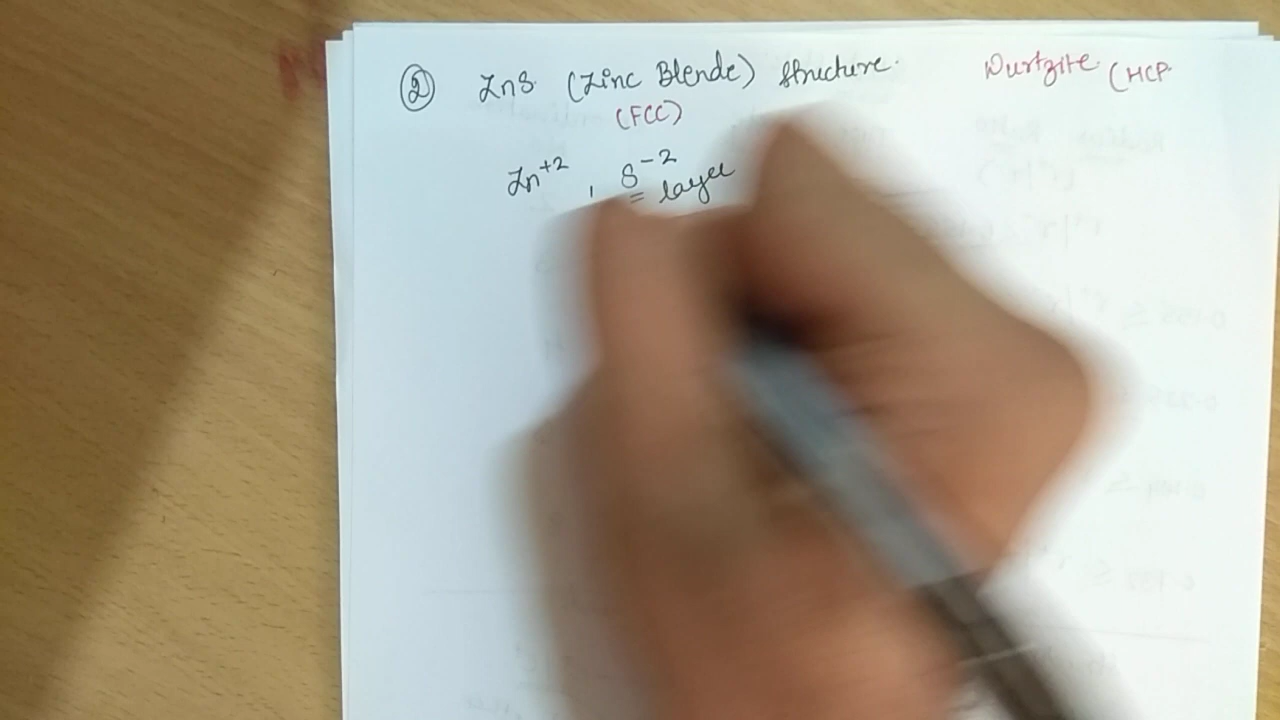 ② ZnS (Zinc Blende) structure. Wurtzite (HCP
(FCC)
Zn+2, S-2
layer